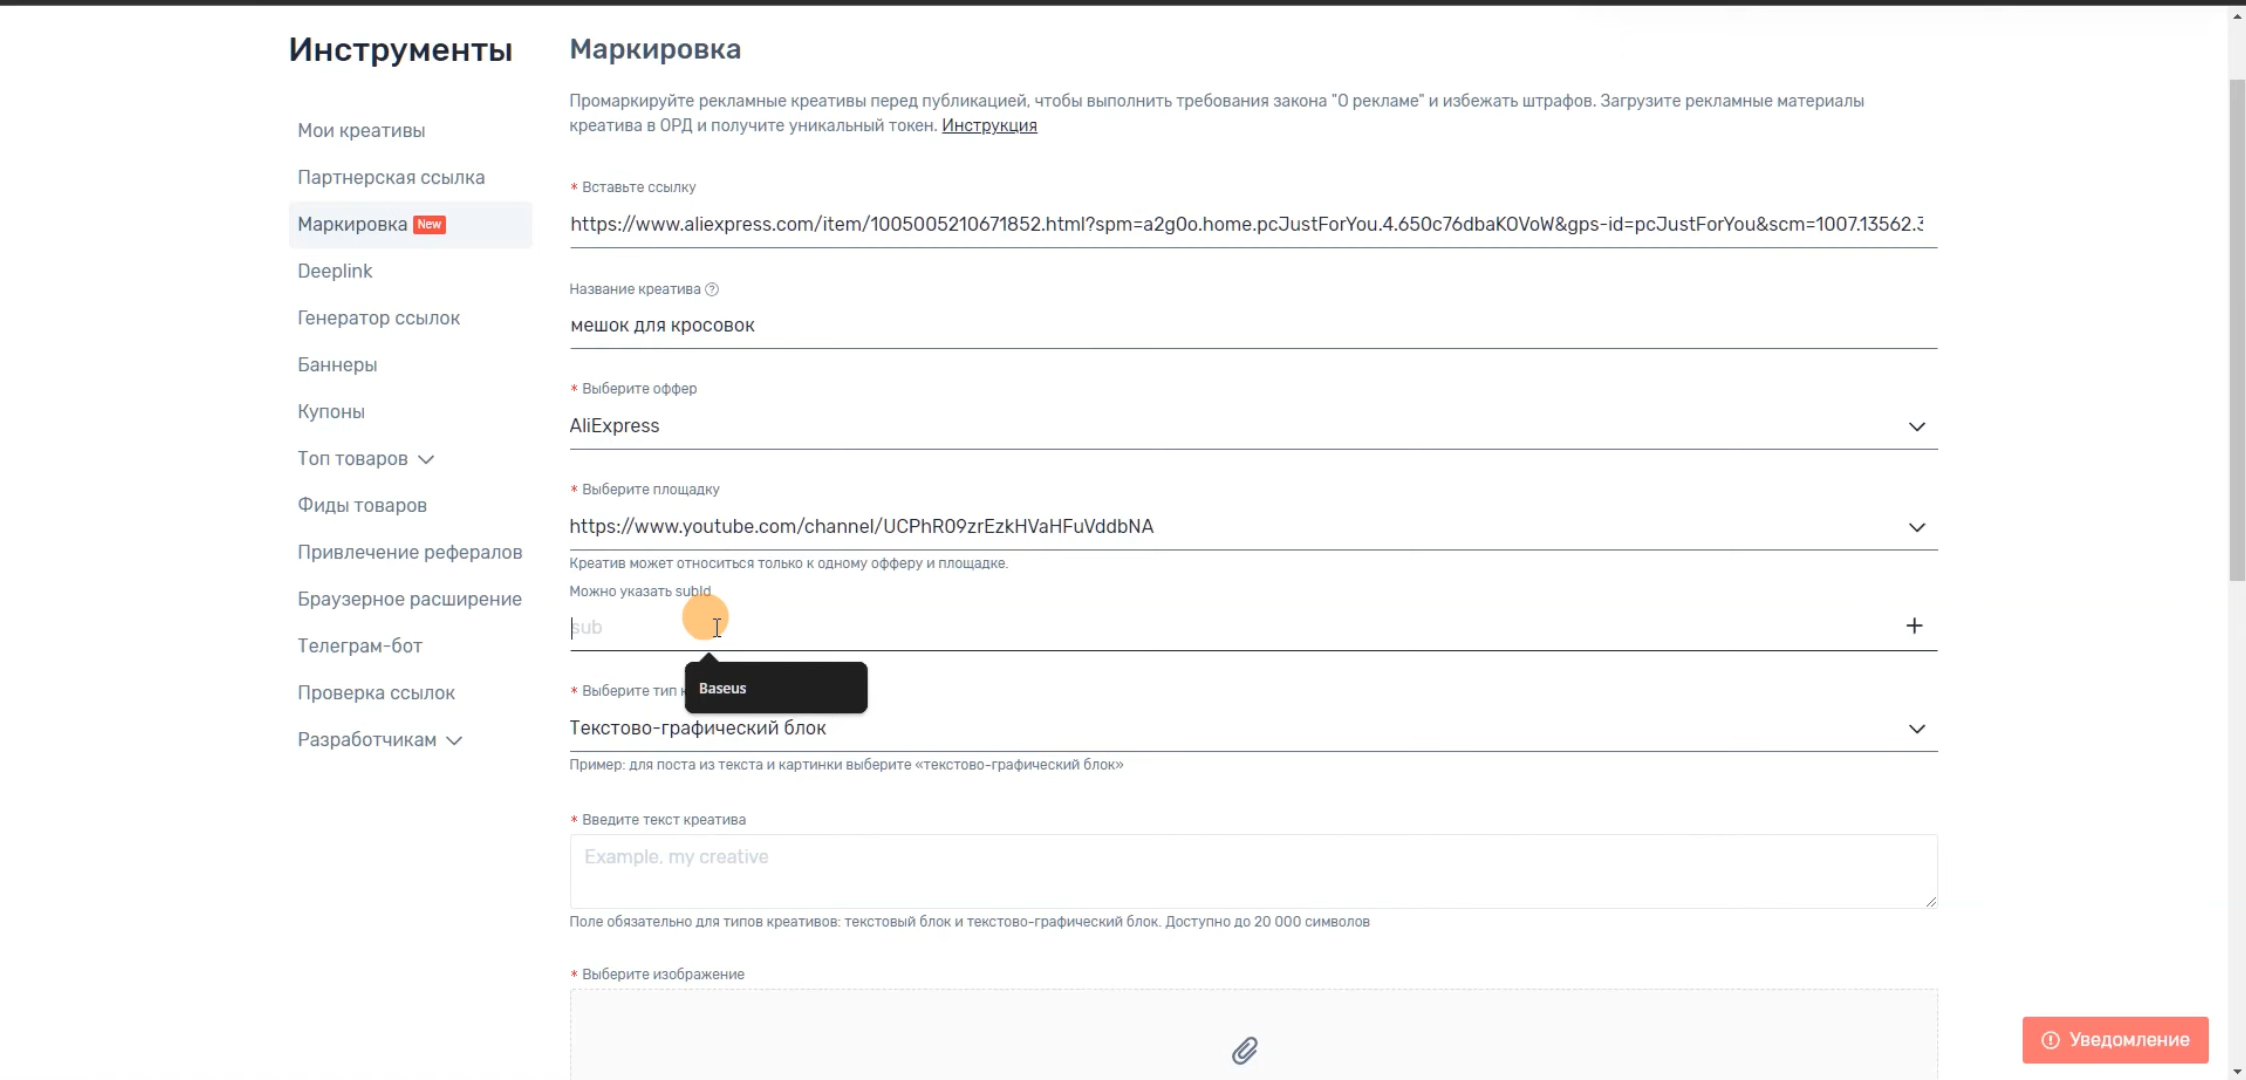 Инструменты
Мои креативы
Партнерская ссылка
Маркировка New
Deeplink
Генератор ссылок
Баннеры
Купоны
Топ товаров
Фиды товаров
Привлечение рефералов
Браузерное расширение
Телеграм-бот
Проверка ссылок
Разработчикам
Маркировка
Промаркируйте рекламные креативы перед публикацией, чтобы выполнить требования закона "О рекламе" и избежать штрафов. Загрузите рекламные материалы
креатива в ОРД и получите уникальный токен. Инструкция
* Вставьте ссылку
https://www.aliexpress.com/item/1005005210671852.html?spm=a2g0o.home.pcJustForYou.4.650c76dbaKOVoW&gps-id=pcJustForYou&scm=1007.13562.3
Название креатива ?
мешок для кросовок
* Выберите оффер
AliExpress
* Выберите площадку
https://www.youtube.com/channel/UCPhR09zrEzkHVaHFuVddbNA
Креатив может относиться только к одному офферу и площадке.
Можно указать subId
sub
Baseus
* Выберите тип
Текстово-графический блок
Пример: для поста из текста и картинки выберите «текстово-графический блок»
* Введите текст креатива
Example, my creative
Поле обязательно для типов креативов: текстовый блок и текстово-графический блок. Доступно до 20 000 символов
* Выберите изображение
Уведомление